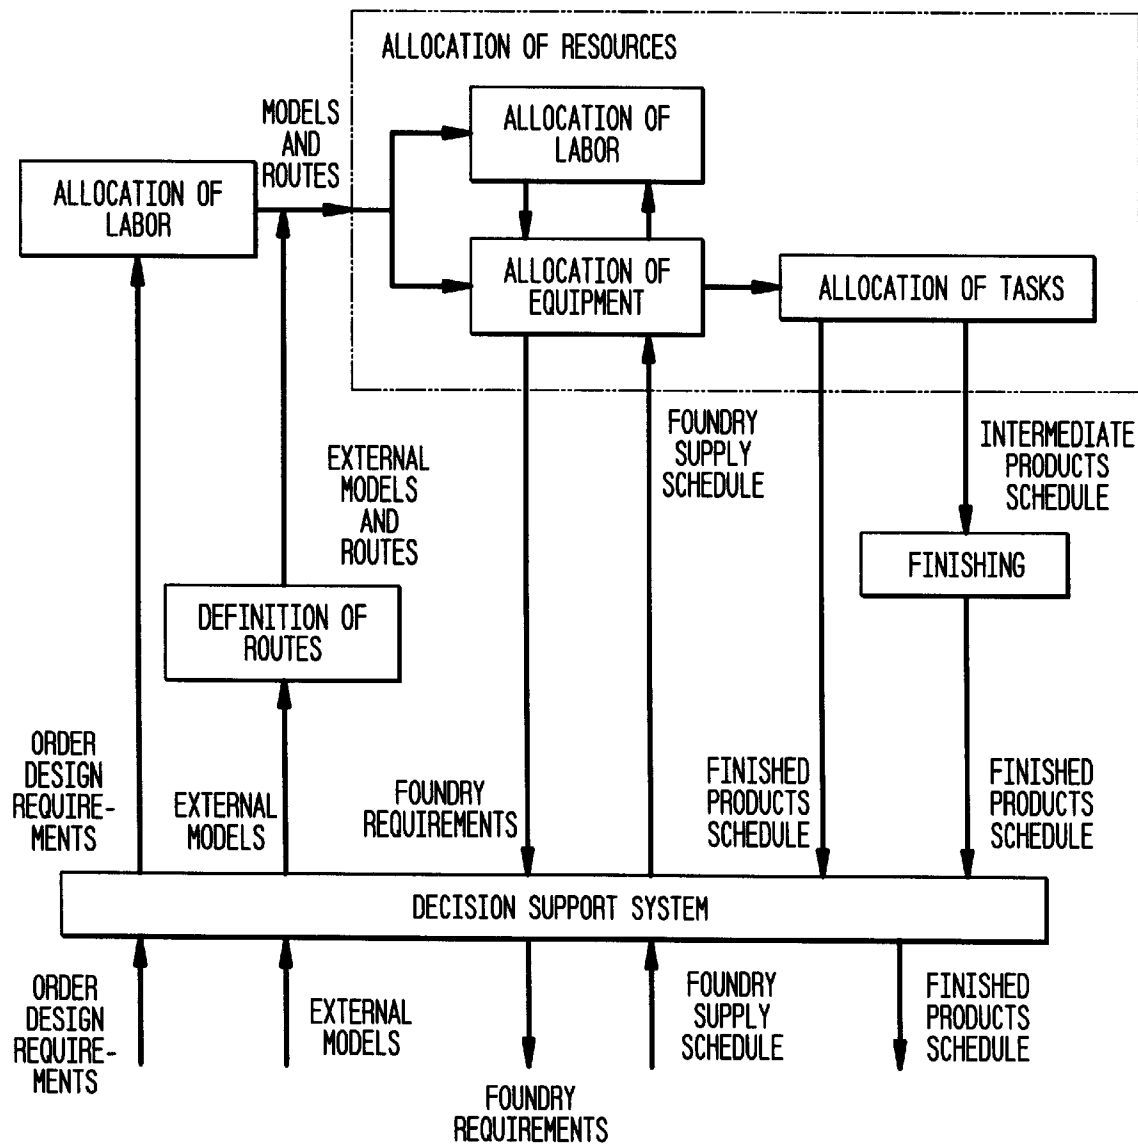 ALLOCATION OF RESOURCES
MODELS
AND
ROUTES
ALLOCATION OF
LABOR
ALLOCATION OF
LABOR
ALLOCATION OF
EQUIPMENT
ALLOCATION OF TASKS
EXTERNAL
MODELS
AND
ROUTES
FOUNDRY
SUPPLY
SCHEDULE
INTERMEDIATE
PRODUCTS
SCHEDULE
FINISHING
DEFINITION OF
ROUTES
ORDER
DESIGN
REQUIRE-
MENTS
EXTERNAL
MODELS
FOUNDRY
REQUIREMENTS
FINISHED
PRODUCTS
SCHEDULE
FINISHED
PRODUCTS
SCHEDULE
DECISION SUPPORT SYSTEM
ORDER
DESIGN
REQUIRE-
MENTS
EXTERNAL
MODELS
FOUNDRY
REQUIREMENTS
FOUNDRY
SUPPLY
SCHEDULE
FINISHED
PRODUCTS
SCHEDULE